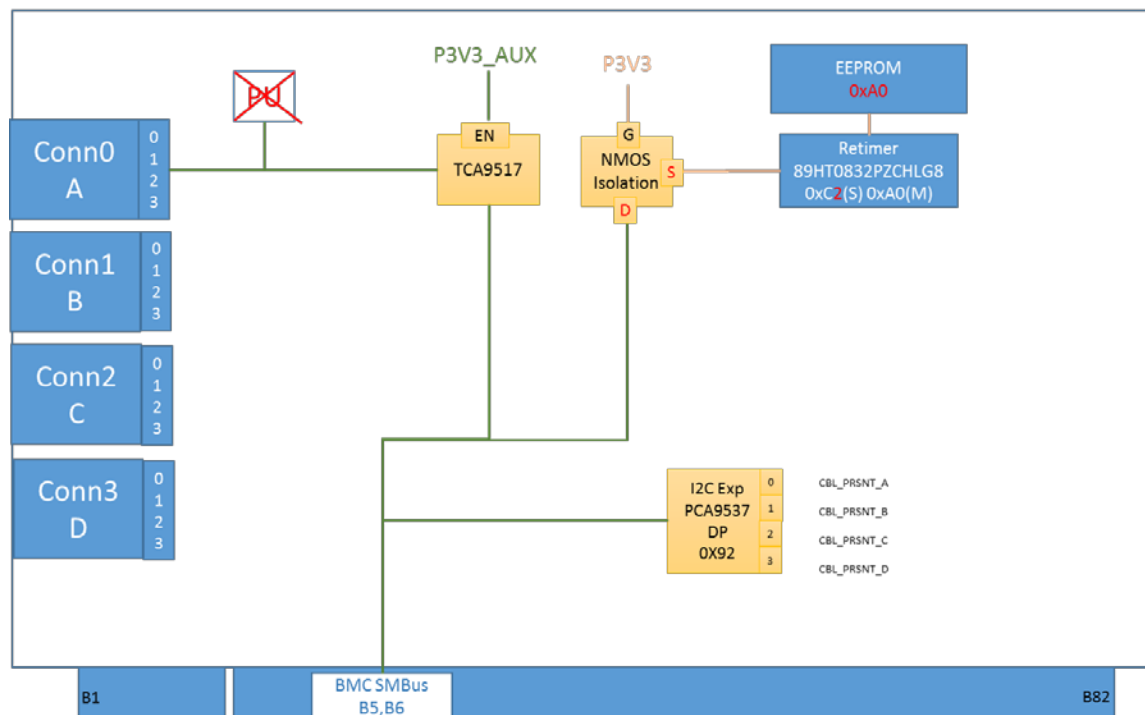 P3V3_AUX
P3V3
EEPROM
0xA0
PU
EN
TCA9517
G
NMOS
Isolation
S
D
Retimer
89HT0832PZCHLG8
0xC2(S) 0xA0(M)
Conn0
A
0
1
2
3
Conn1
B
0
1
2
3
Conn2
C
0
1
2
3
Conn3
D
0
1
2
3
I2C Exp
PCA9537
DP
0X92
0
1
2
3
CBL_PRSNT_A
CBL_PRSNT_B
CBL_PRSNT_C
CBL_PRSNT_D
B1
BMC SMBus
B5,B6
B82